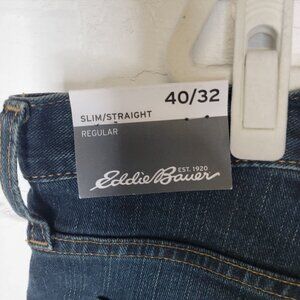 40/32
SLIM/STRAIGHT
REGULAR
EST. 1920
Eddie Bauer